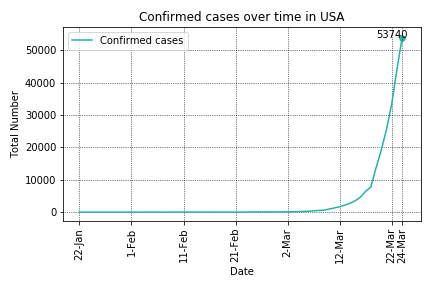 Confirmed cases over time in USA
Confirmed cases
53740
Total Number
50000
40000
30000
20000
10000
0
22-Jan
1-Feb
11-Feb
21-Feb
2-Mar
12-Mar
22-Mar
24-Mar
Date